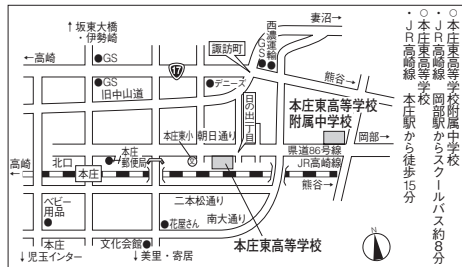 ○本庄東高等学校附属中学校
・JR高崎線 岡部駅からスクールバス約8分
○本庄東高等学校
・JR高崎線 本庄駅から徒歩15分
↑坂東大橋
・伊勢崎
西濃運輸
GS
妻沼→
諏訪町
←高崎
GS
17
GS
デニーズ
熊谷→
旧中山道
日の出二丁目
本庄東高等学校
附属中学校
本庄東小
朝日通り
岡部→
本庄
郵便局
文
県道86号線
高崎
←
北口
JR高崎線
本庄
熊谷→
ベビー
用品
二本松通り
花屋さん
南大通り
本庄
↓児玉インター
文化会館
↓美里・寄居
本庄東高等学校
N